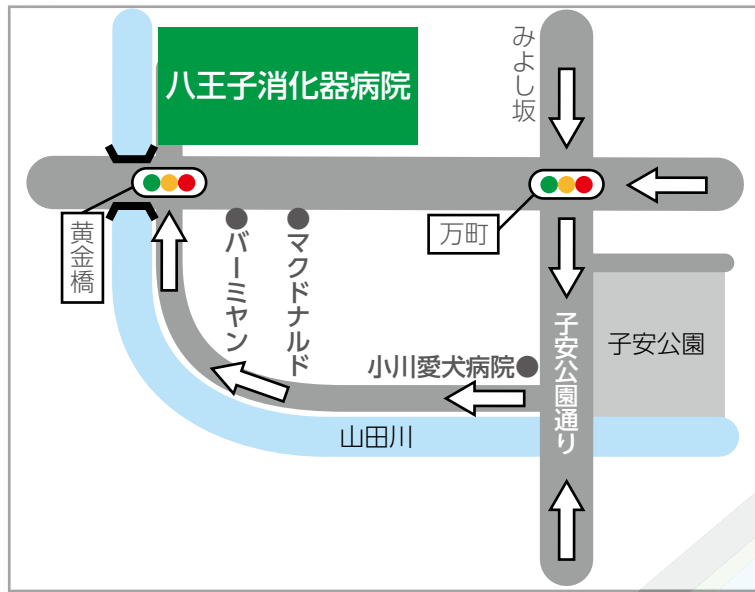 八王子消化器病院
みよし坂
黄金橋
万町
バーミヤン
マクドナルド
小川愛犬病院
子安公園通り
子安公園
山田川